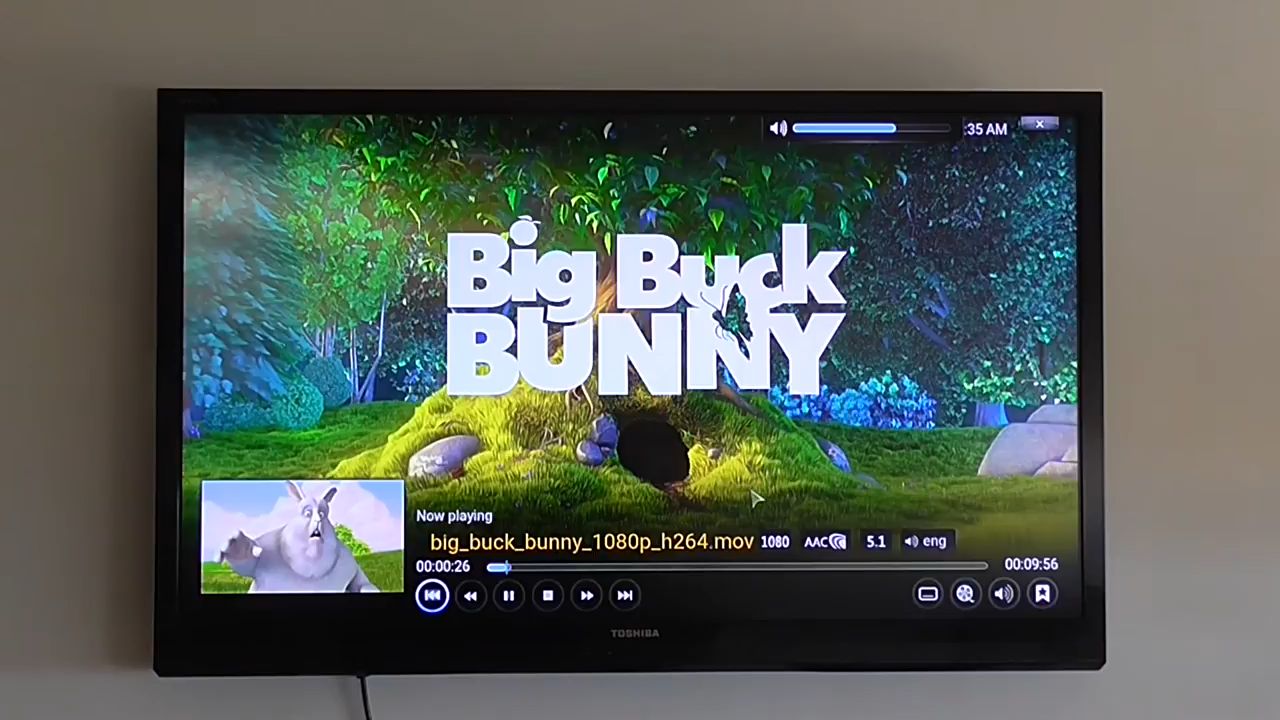 :35 AM
Big Buck
BUNNY
Now playing
big_buck_bunny_1080p_h264.mov 1080 AAC 5.1 eng
00:00:26 00:09:56
TOSHIBA